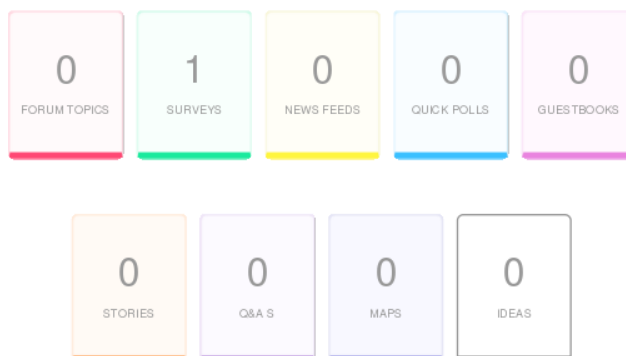 0 1 0 0 0
FORUM TOPICS SURVEYS NEWS FEEDS QUICK POLLS GUESTBOOKS
0 0 0 0
STORIES Q&A S MAPS IDEAS